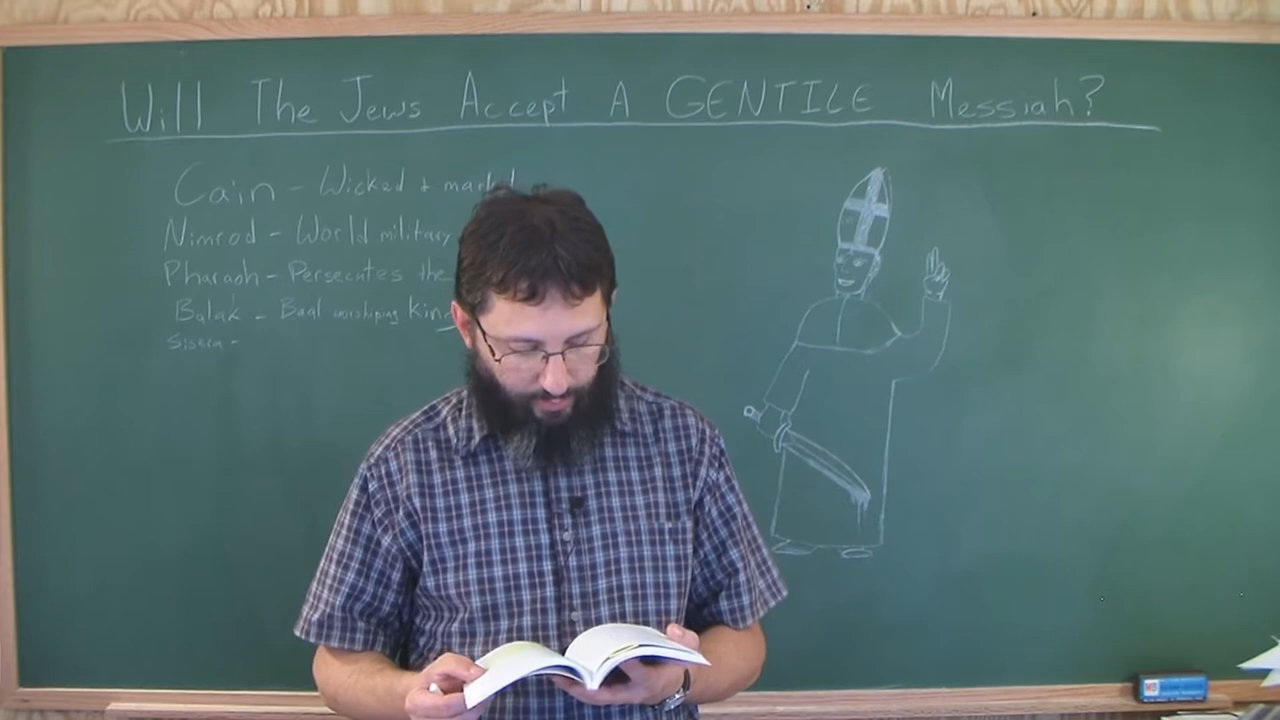 Will The Jews Accept A GENTILE Messiah?
Cain - Wicked + mark
Nimrod - World military
Pharaoh - Persecutes the
Balak - Baal worshiping King
Sisera -